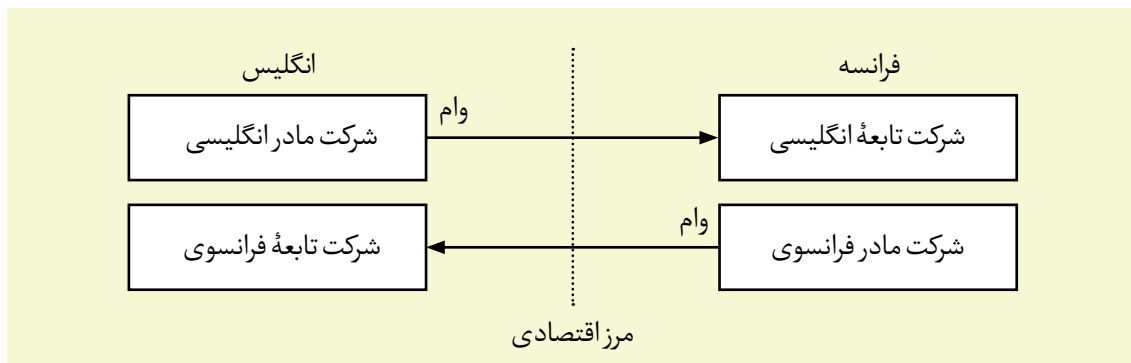 فرانسه
انگلیس
شرکت تابعهٔ انگلیسی
وام
شرکت مادر انگلیسی
شرکت مادر فرانسوی
وام
شرکت تابعهٔ فرانسوی
مرز اقتصادی